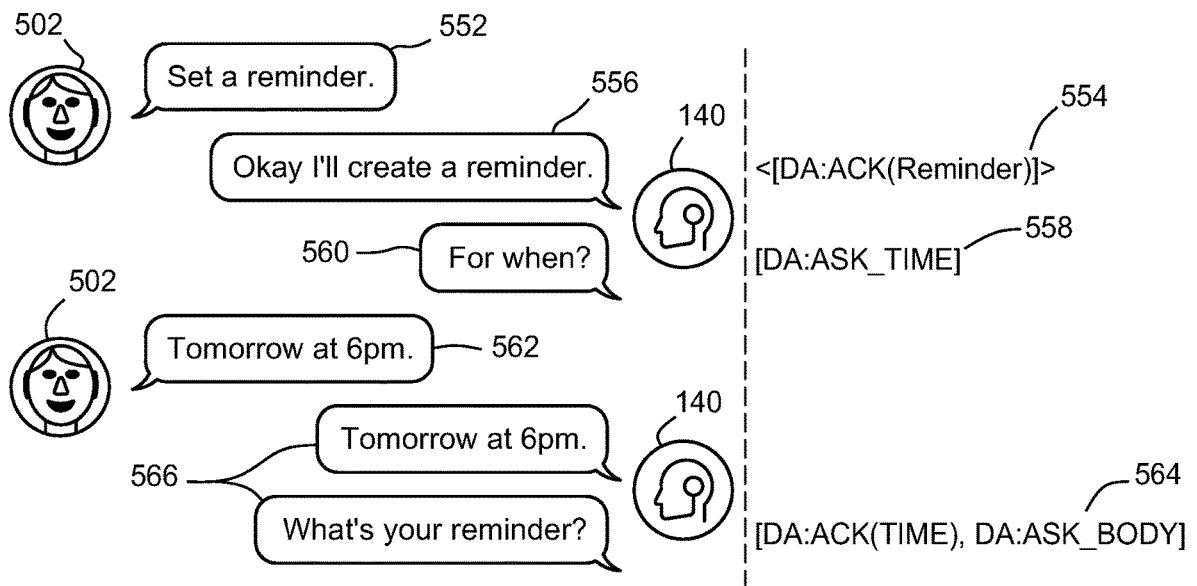 502
552
Set a reminder.
556
140
554
Okay I'll create a reminder.
<[DA:ACK(Reminder)]>
560
For when?
558
[DA:ASK_TIME]
502
Tomorrow at 6pm.
562
140
Tomorrow at 6pm.
566
564
What's your reminder?
[DA:ACK(TIME), DA:ASK_BODY]